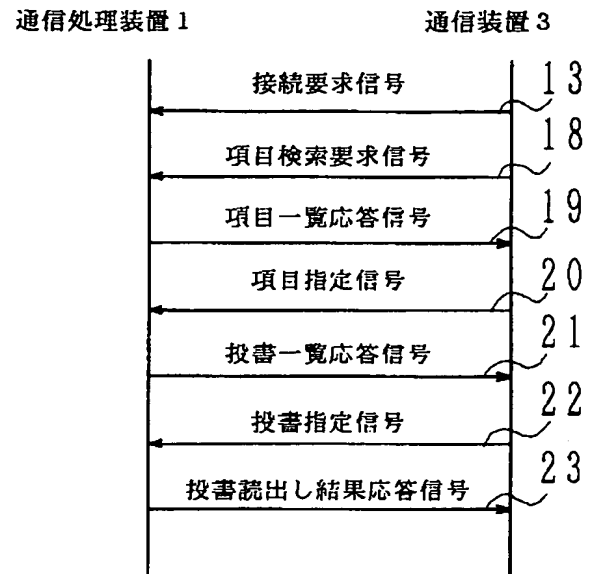 通信処理装置1 通信装置3
接続要求信号 13
項目検索要求信号 18
項目一覧応答信号 19
項目指定信号 20
投書一覧応答信号 21
投書指定信号 22
投書読出し結果応答信号 23